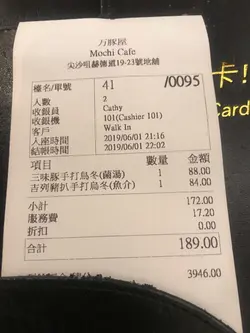 万豚屋
Mochi Cafe
尖沙咀赫德道19-23號地舖
檯名/單號 41 /0095
人數 2
收銀員 Cathy
收銀機 101(Cashier 101)
客戶 Walk In
入座時間 2019/06/01 21:16
結帳時間 2019/06/01 22:02
項目 數量 金額
三味豚手打烏冬(蘭湯) 1 88.00
吉列豬扒手打烏冬(魚介) 1 84.00
小計 172.00
服務費 17.20
折扣 0.00
合計 189.00
3946.00
卡!
Card